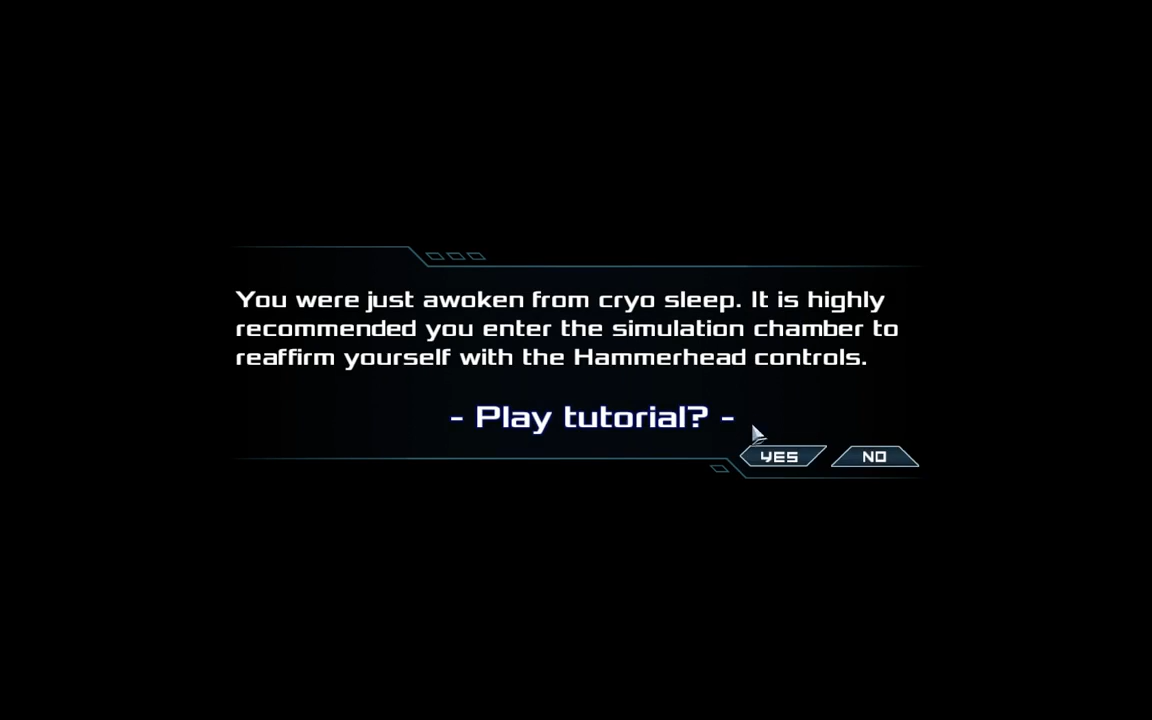 You were just awoken from cryo sleep. It is highly
recommended you enter the simulation chamber to
reaffirm yourself with the Hammerhead controls.
- Play tutorial? -
YES NO